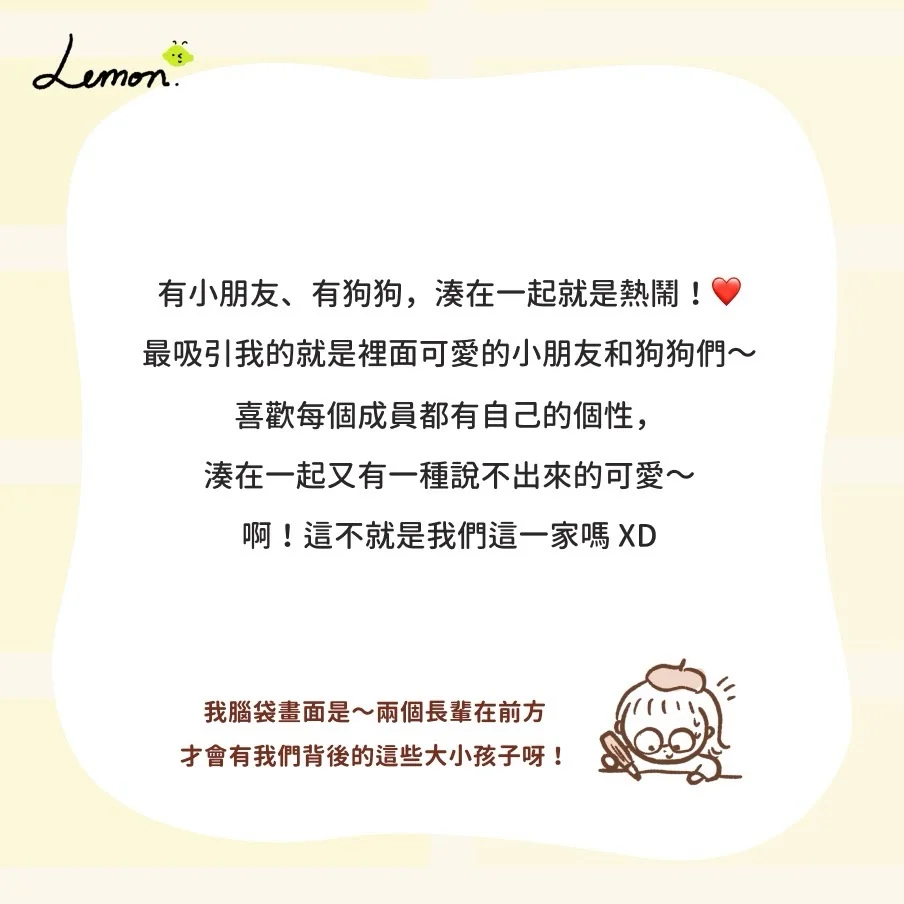 Lemon.
有小朋友、有狗狗，湊在一起就是熱鬧！❤️
最吸引我的就是裡面可愛的小朋友和狗狗們～
喜歡每個成員都有自己的個性，
湊在一起又有一種說不出來的可愛～
啊！這不就是我們這一家嗎 XD
我腦袋畫面是～兩個長輩在前方
才會有我們背後的這些大小孩子呀！